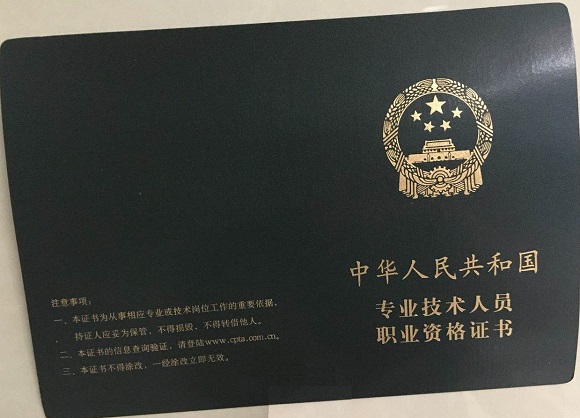 中华人民共和国
专业技术人员
职业资格证书
注意事项：
一、本证书为从事相应专业或技术岗位工作的重要依据，
持证人应妥为保管，不得损毁，不得转借他人。
二、本证书的信息查询验证，请登陆www.cpta.com.cn。
三、本证书不得涂改，一经涂改立即无效。